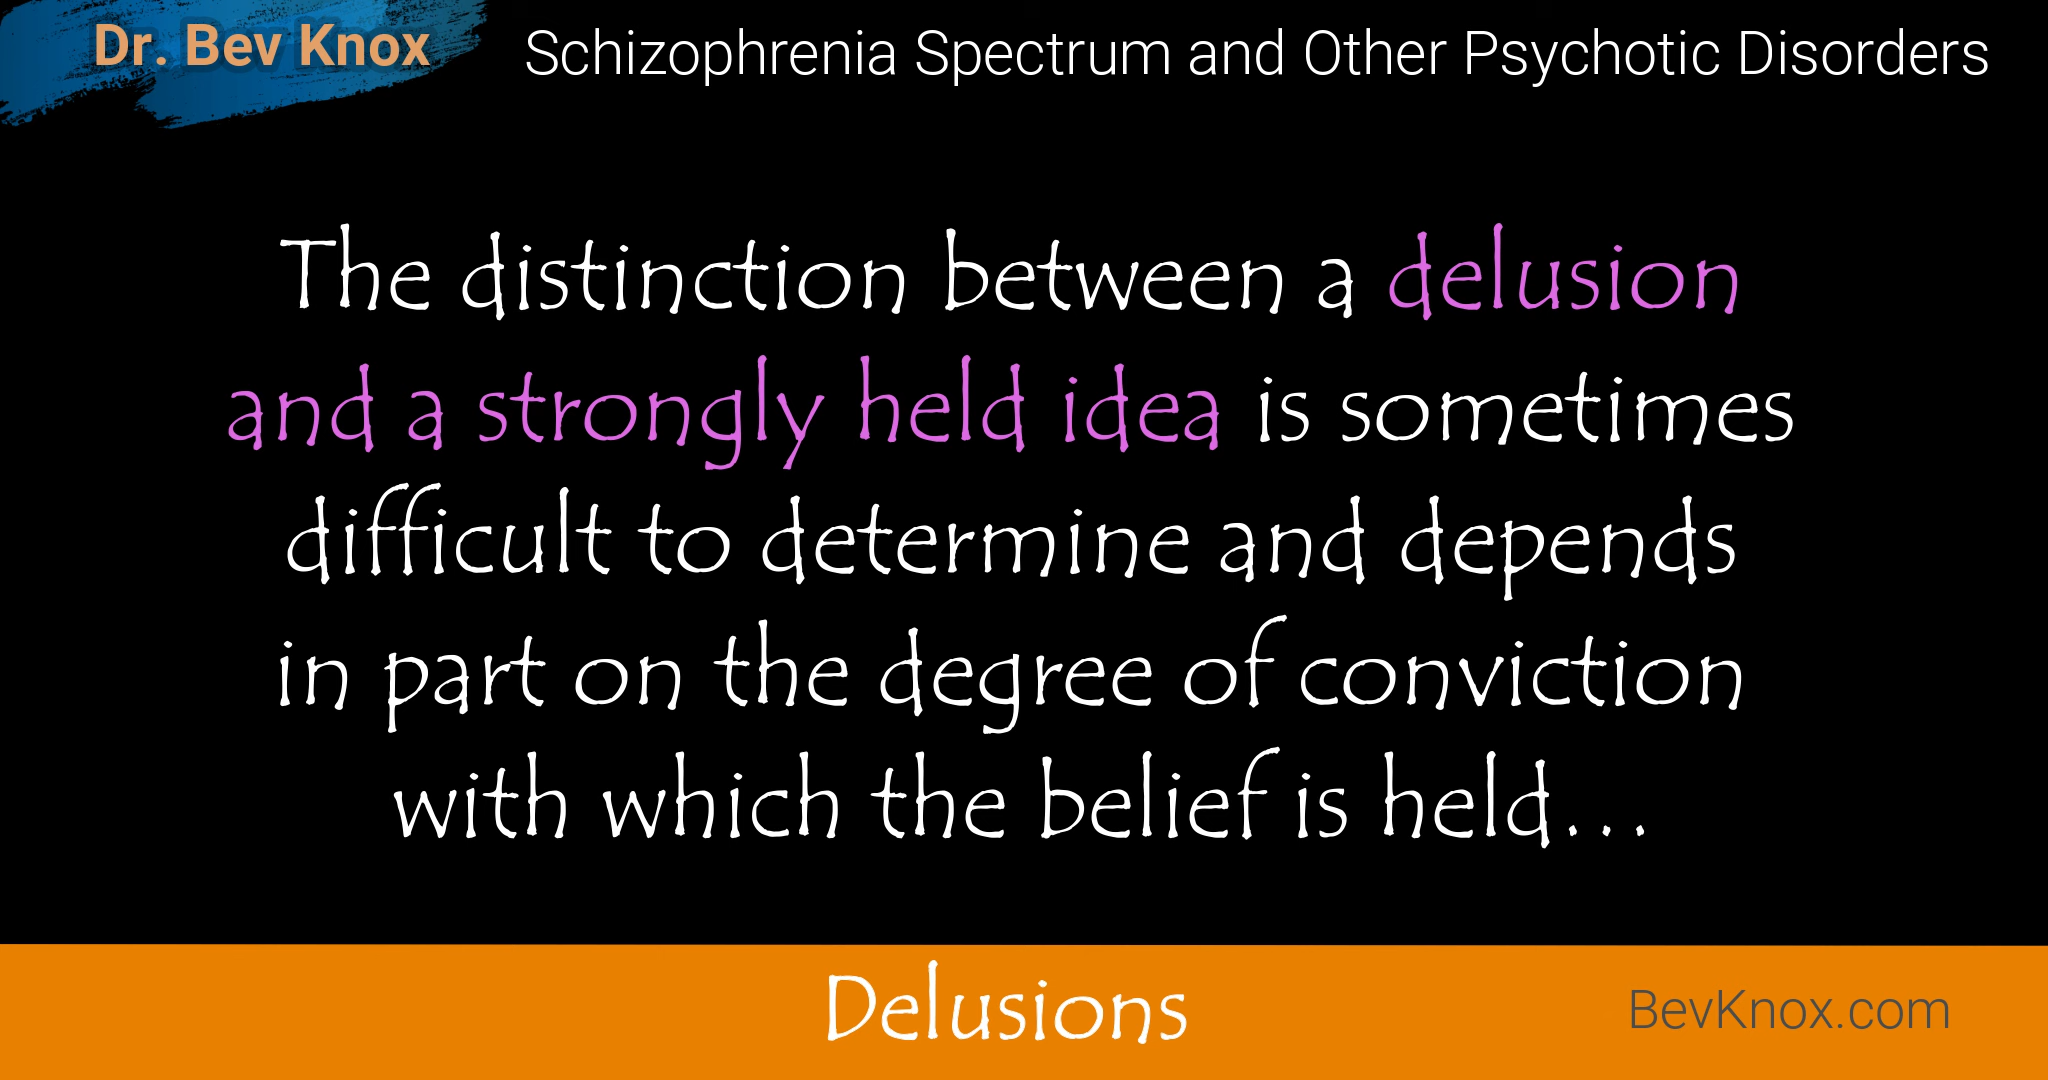 Dr. Bev Knox
Schizophrenia Spectrum and Other Psychotic Disorders
The distinction between a delusion
and a strongly held idea is sometimes
difficult to determine and depends
in part on the degree of conviction
with which the belief is held...
Delusions
BevKnox.com